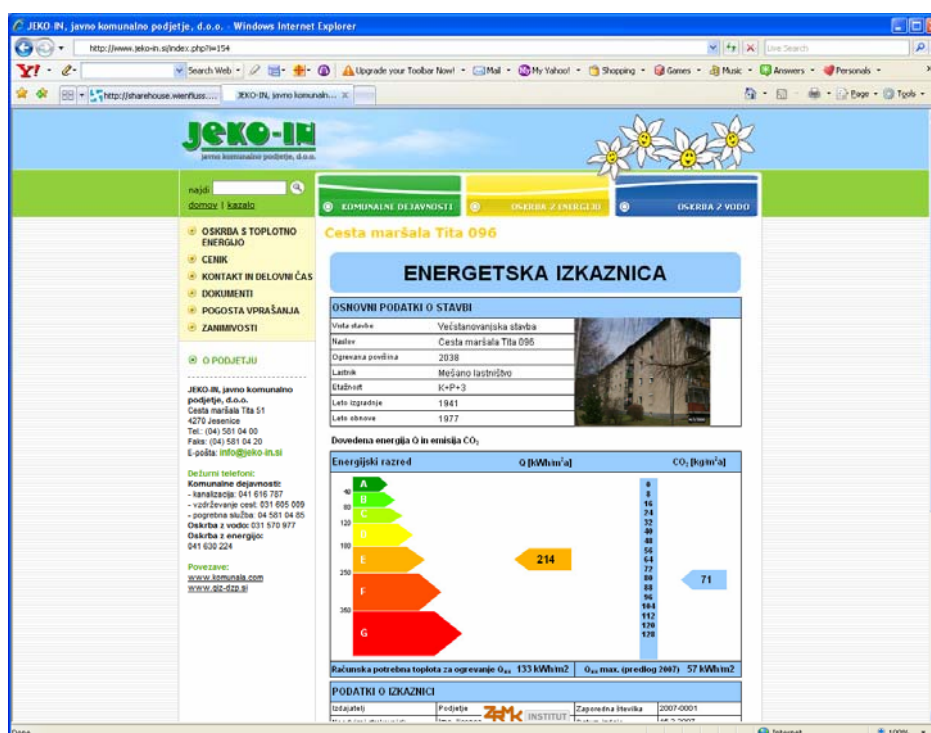 JEKO-IN, javno komunalno podjetje, d.o.o. - Windows Internet Explorer
http://www.jeko-in.si/index.php?i=154
Live Search
Y! Search Web Upgrade your Toolbar Now! Mail My Yahoo! Shopping Games Music Answers Personals
http://sharehouse.wienfluss.... JEKO-IN, javno komunaln... Page Tools
JEKO-IN
javno komunalno podjetje, d.o.o.
najdi
domov | kazalo
KOMUNALNE DEJAVNOSTI
OSKRBA Z ENERGIJO
OSKRBA Z VODO
OSKRBA S TOPLOTNO
ENERGIJO
CENIK
KONTAKT IN DELOVNI ČAS
DOKUMENTI
POGOSTA VPRAŠANJA
ZANIMIVOSTI
O PODJETJU
JEKO-IN, javno komunalno
podjetje, d.o.o.
Cesta maršala Tita 51
4270 Jesenice
Tel.: (04) 581 04 00
Faks: (04) 581 04 20
E-pošta: info@jeko-in.si
Dežurni telefoni:
Komunalne dejavnosti:
- kanalizacija: 041 616 787
- vzdrževanje cest: 031 605 009
- pogrebna služba: 04 581 04 85
Oskrba z vodo: 031 570 977
Oskrba z energijo:
041 630 224
Povezave:
www.komunala.com
www.giz-dzp.si
Cesta maršala Tita 096
ENERGETSKA IZKAZNICA
OSNOVNI PODATKI O STAVBI
Vrsta stavbe Večstanovanjska stavba
Naslov Cesta maršala Tita 096
Ogrevana površina 2038
Lastnik Mešano lastništvo
Etažnost K+P+3
Leto izgradnje 1941
Leto obnove 1977
Dovedena energija Q in emisija CO₂
Energijski razred Q [kWh/m²a] CO₂ [kg/m²a]
A
40
B
80
C
120
D
180
E
250
F
350
G
214
0
8
16
24
32
40
48
56
64
72
80
88
96
104
112
120
128
71
Računska potrebna toplota za ogrevanje 133 kWh/m2 max. (predlog 2007) 57 kWh/m2
PODATKI O IZKAZNICI
Izdajatelj Podjetje Zaporedna številka 2007-0001
ZRMK INSTITUT
Done Internet 100%